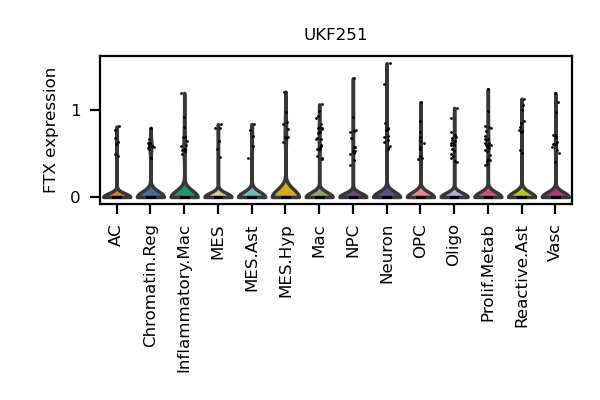 UKF251
FTX expression
1
0
AC
Chromatin.Reg
Inflammatory.Mac
MES
MES.Ast
MES.Hyp
Mac
NPC
Neuron
OPC
Oligo
Prolif.Metab
Reactive.Ast
Vasc